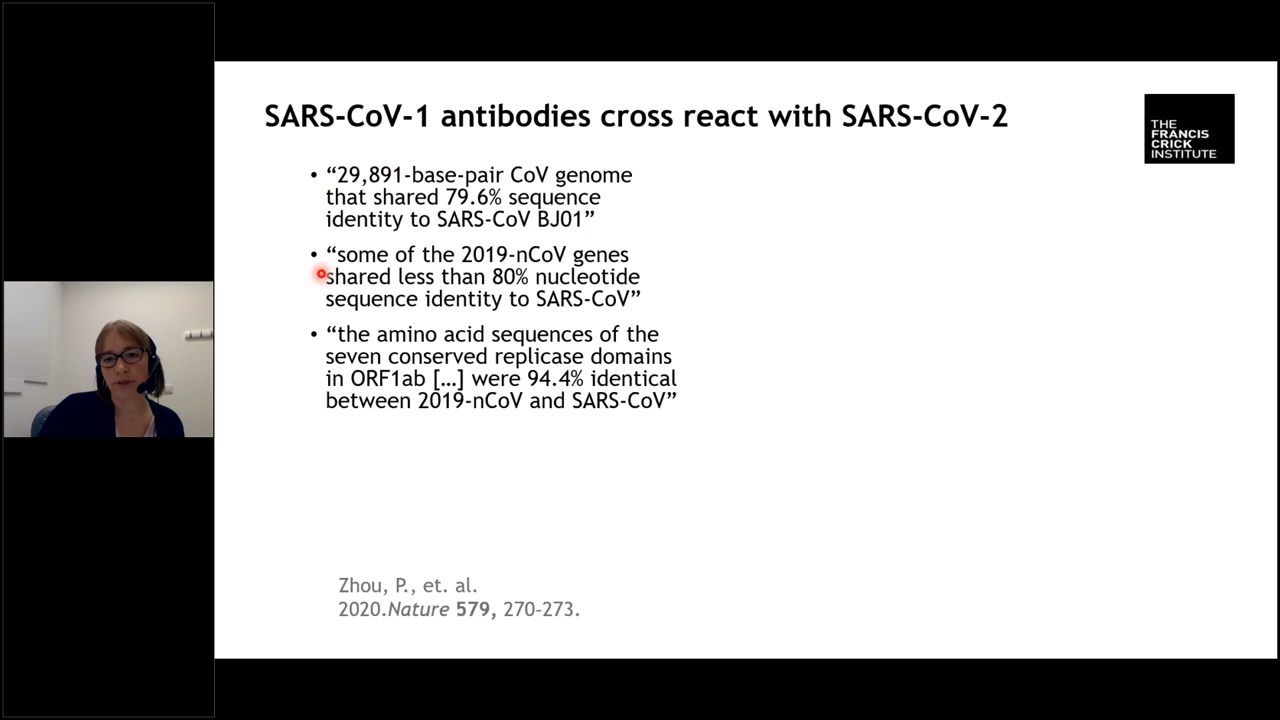 SARS-CoV-1 antibodies cross react with SARS-CoV-2
THE
FRANCIS
CRICK
INSTITUTE
• “29,891-base-pair CoV genome
that shared 79.6% sequence
identity to SARS-CoV BJ01”
• “some of the 2019-nCoV genes
shared less than 80% nucleotide
sequence identity to SARS-CoV”
• “the amino acid sequences of the
seven conserved replicase domains
in ORF1ab […] were 94.4% identical
between 2019-nCoV and SARS-CoV”
Zhou, P., et. al.
2020.Nature 579, 270–273.